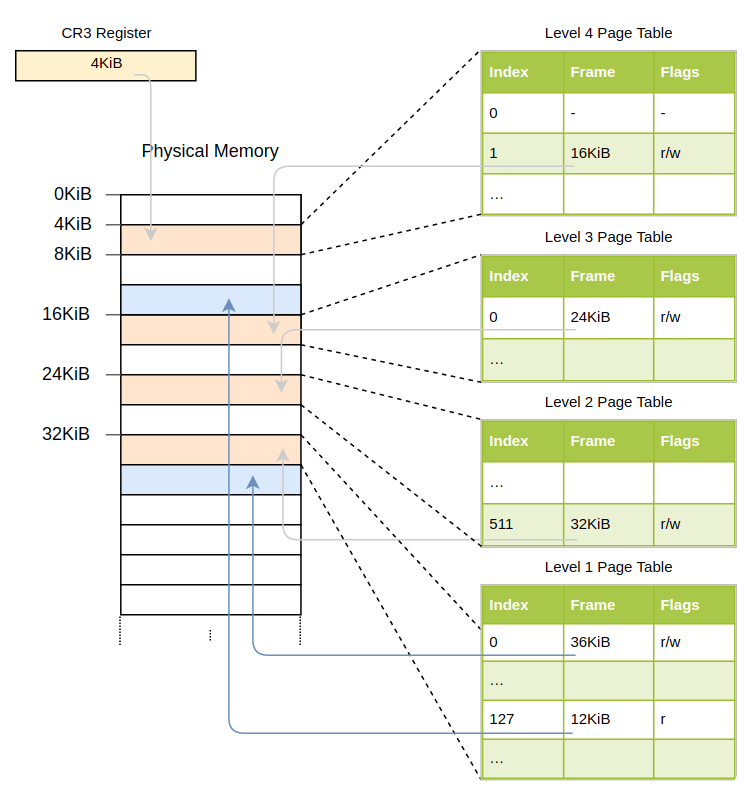 CR3 Register
4KiB
Physical Memory
0KiB
4KiB
8KiB
16KiB
24KiB
32KiB
Level 4 Page Table
Index Frame Flags
0 - -
1 16KiB r/w
...
Level 3 Page Table
Index Frame Flags
0 24KiB r/w
...
Level 2 Page Table
Index Frame Flags
...
511 32KiB r/w
Level 1 Page Table
Index Frame Flags
0 36KiB r/w
...
127 12KiB r
...